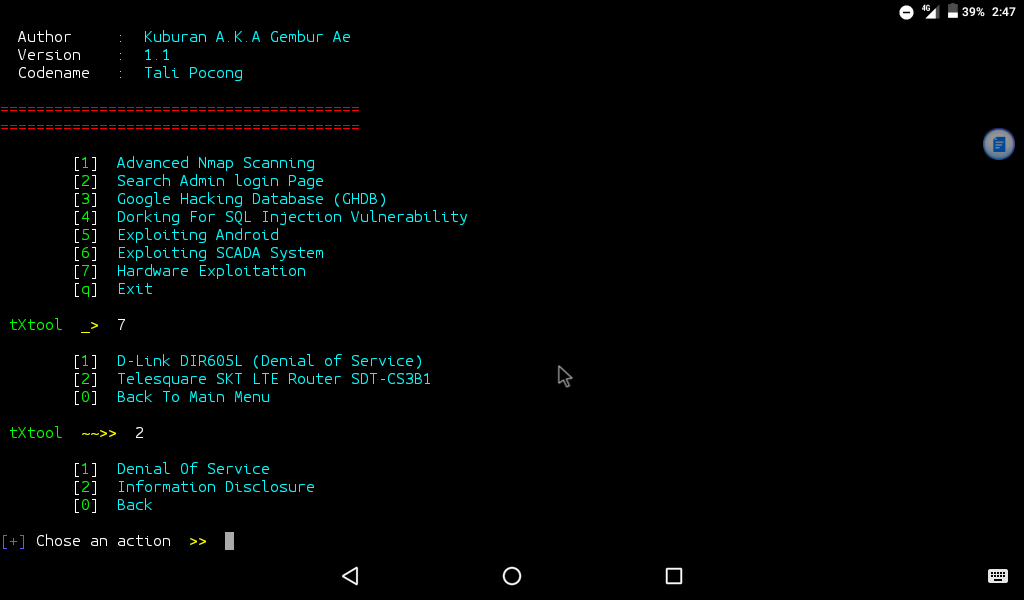 39% 2:47
Author : Kuburan A.K.A Gembur Ae
Version : 1.1
Codename : Tali Pocong
========================================
========================================
[1] Advanced Nmap Scanning
[2] Search Admin login Page
[3] Google Hacking Database (GHDB)
[4] Dorking For SQL Injection Vulnerability
[5] Exploiting Android
[6] Exploiting SCADA System
[7] Hardware Exploitation
[q] Exit
tXtool _> 7
[1] D-Link DIR605L (Denial of Service)
[2] Telesquare SKT LTE Router SDT-CS3B1
[0] Back To Main Menu
tXtool ~~>> 2
[1] Denial Of Service
[2] Information Disclosure
[0] Back
[+] Chose an action >>